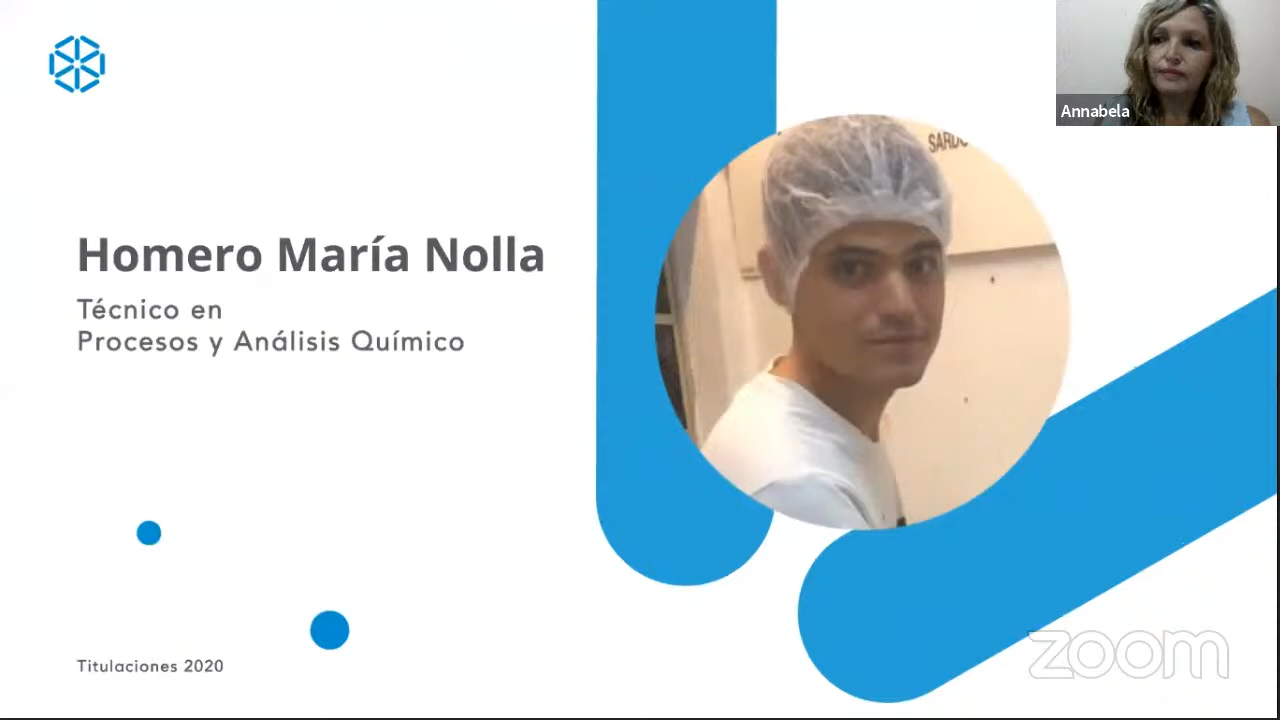 Annabela
Homero María Nolla
Técnico en
Procesos y Análisis Químico
Titulaciones 2020
zoom